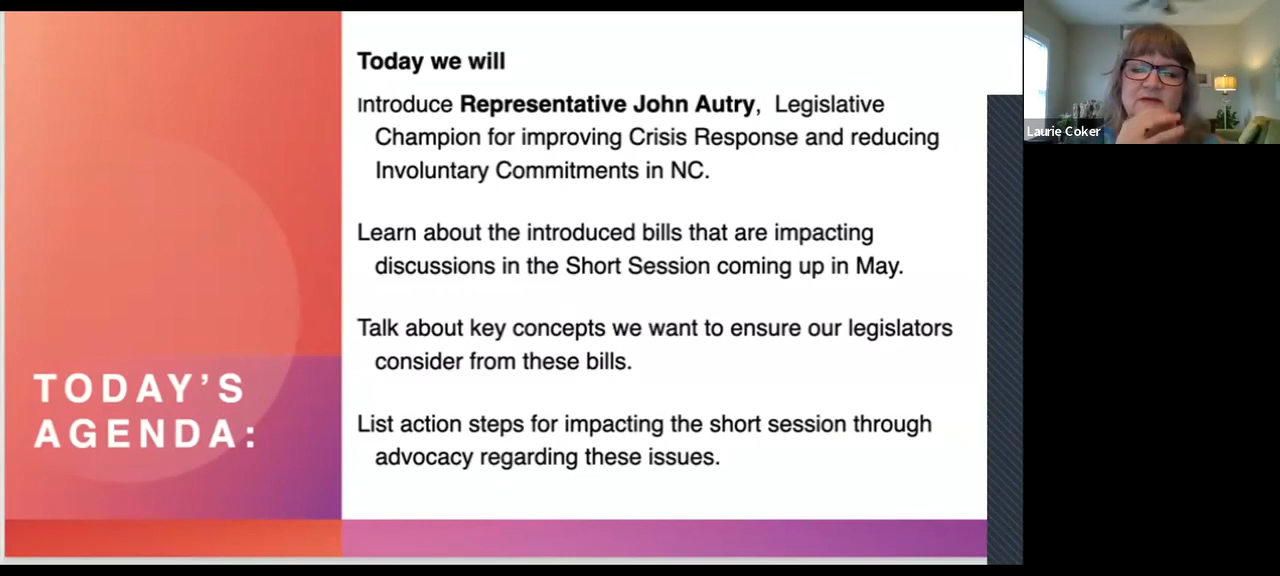 TODAY'S
AGENDA:
Today we will
Introduce Representative John Autry, Legislative
Champion for improving Crisis Response and reducing
Involuntary Commitments in NC.
Learn about the introduced bills that are impacting
discussions in the Short Session coming up in May.
Talk about key concepts we want to ensure our legislators
consider from these bills.
List action steps for impacting the short session through
advocacy regarding these issues.
Laurie Coker